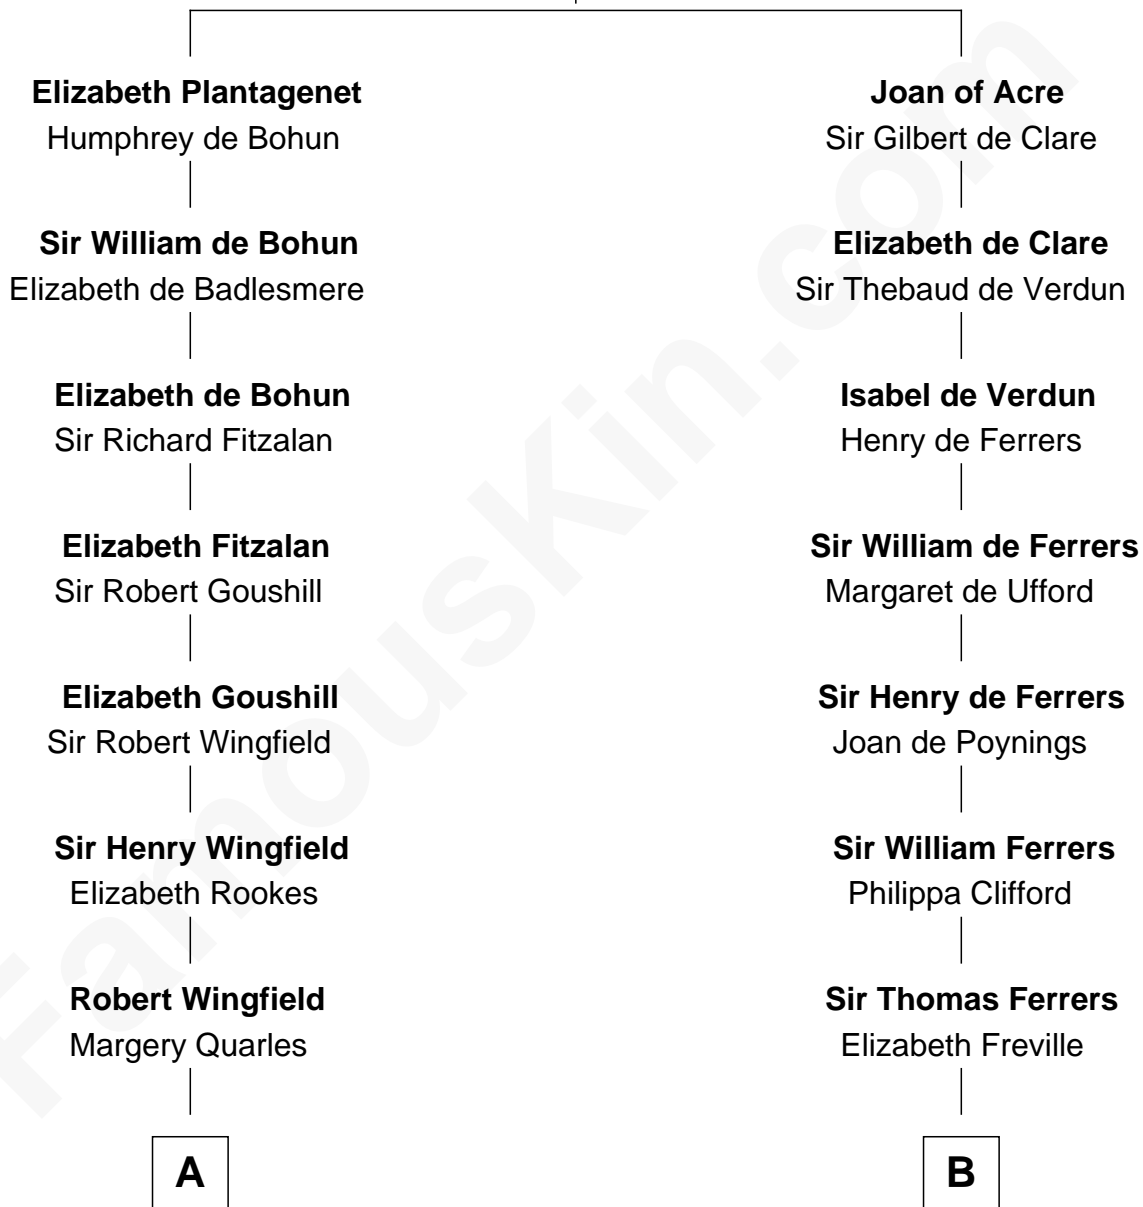 Elizabeth Plantagenet
Humphrey de Bohun
Sir William de Bohun
Elizabeth de Badlesmere
Elizabeth de Bohun
Sir Richard Fitzalan
Elizabeth Fitzalan
Sir Robert Goushill
Elizabeth Goushill
Sir Robert Wingfield
Sir Henry Wingfield
Elizabeth Rookes
Robert Wingfield
Margery Quarles
A
Joan of Acre
Sir Gilbert de Clare
Elizabeth de Clare
Sir Thebaud de Verdun
Isabel de Verdun
Henry de Ferrers
Sir William de Ferrers
Margaret de Ufford
Sir Henry de Ferrers
Joan de Poynings
Sir William Ferrers
Philippa Clifford
Sir Thomas Ferrers
Elizabeth Freville
B
FamousKin.com